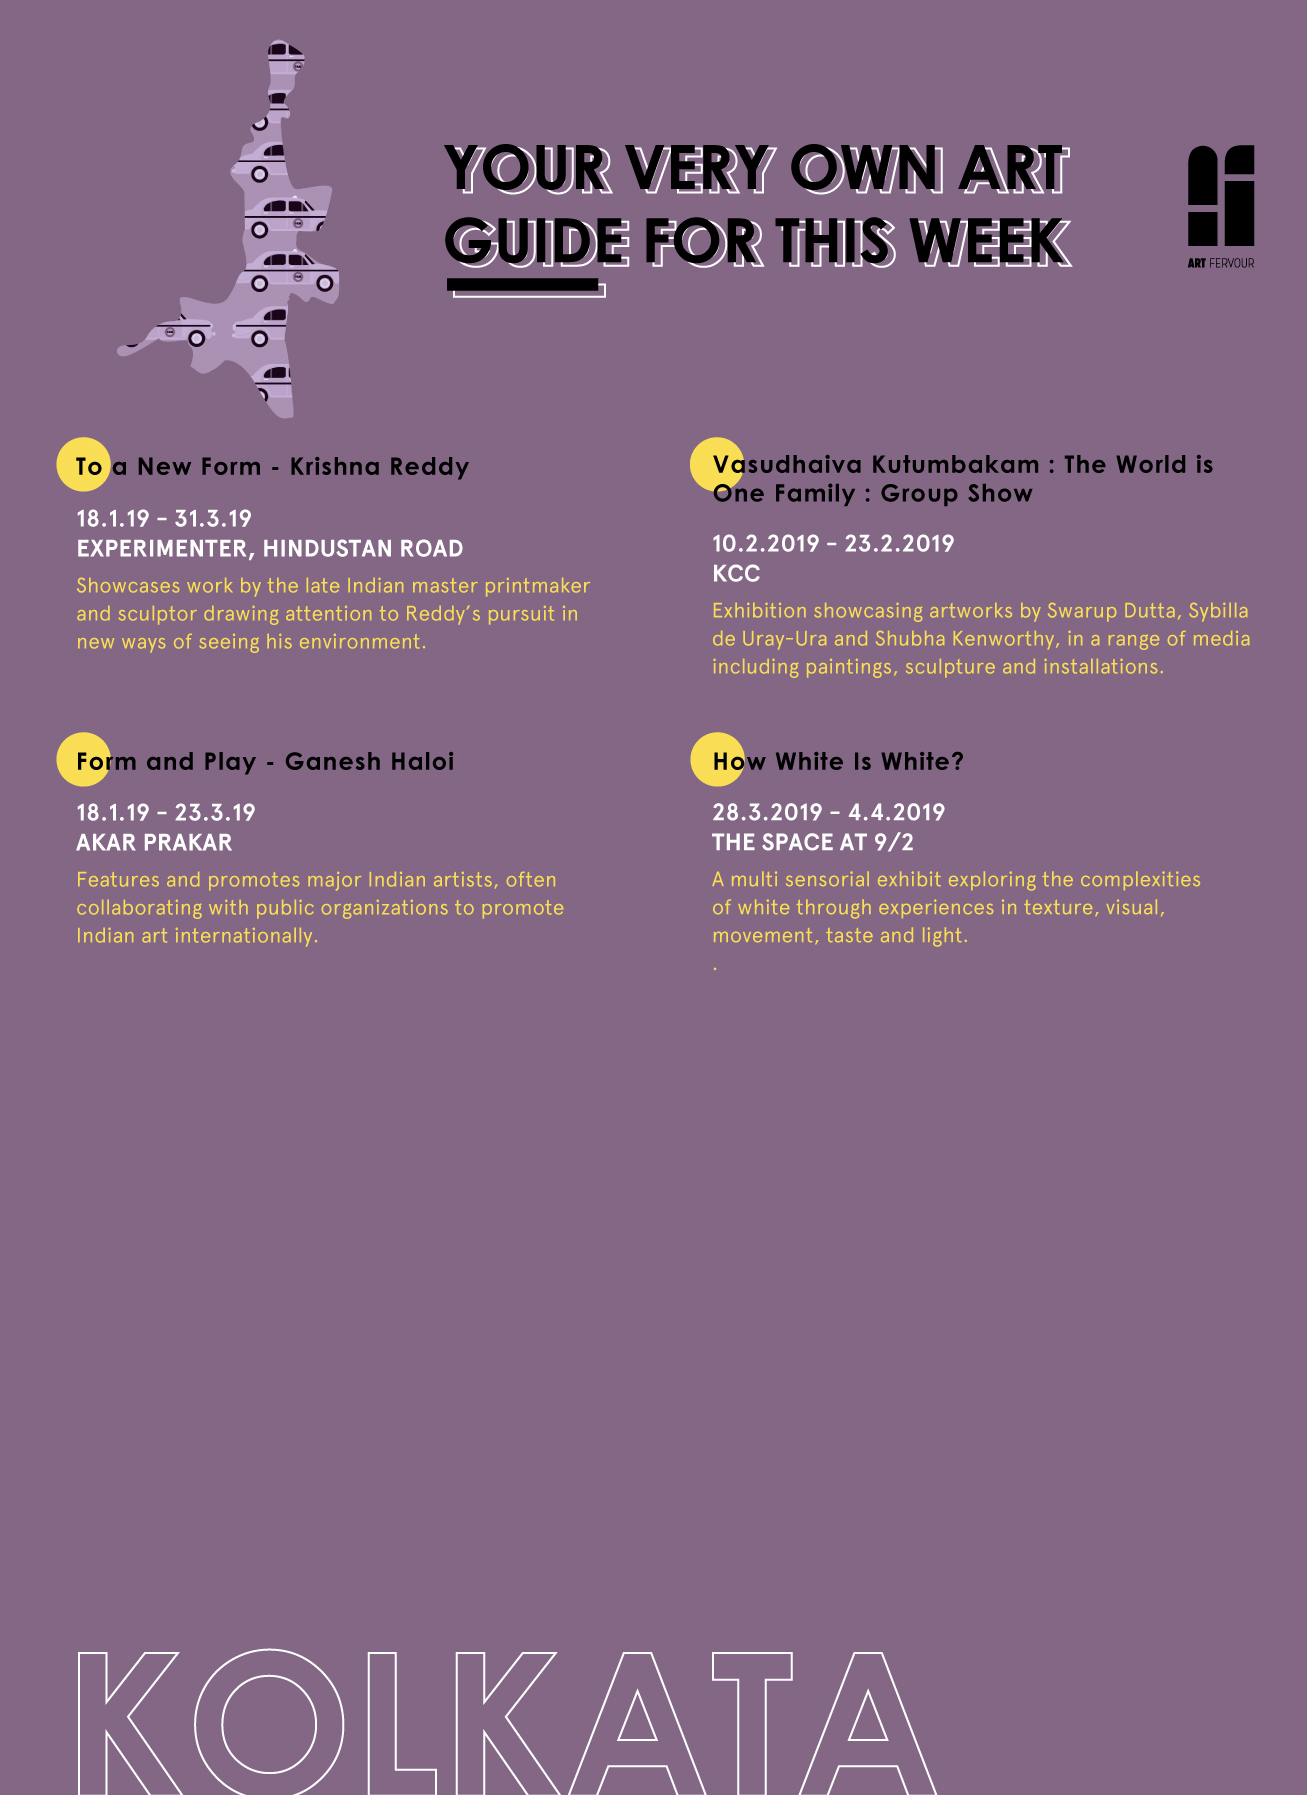 YOUR VERY OWN ART
GUIDE FOR THIS WEEK
ART FERVOUR
To a New Form - Krishna Reddy
18.1.19 - 31.3.19
EXPERIMENTER, HINDUSTAN ROAD
Showcases work by the late Indian master printmaker
and sculptor drawing attention to Reddy’s pursuit in
new ways of seeing his environment.
Vasudhaiva Kutumbakam : The World is
One Family : Group Show
10.2.2019 - 23.2.2019
KCC
Exhibition showcasing artworks by Swarup Dutta, Sybilla
de Uray-Ura and Shubha Kenworthy, in a range of media
including paintings, sculpture and installations.
Form and Play - Ganesh Haloi
18.1.19 - 23.3.19
AKAR PRAKAR
Features and promotes major Indian artists, often
collaborating with public organizations to promote
Indian art internationally.
How White Is White?
28.3.2019 - 4.4.2019
THE SPACE AT 9/2
A multi sensorial exhibit exploring the complexities
of white through experiences in texture, visual,
movement, taste and light.
.
KOLKATA